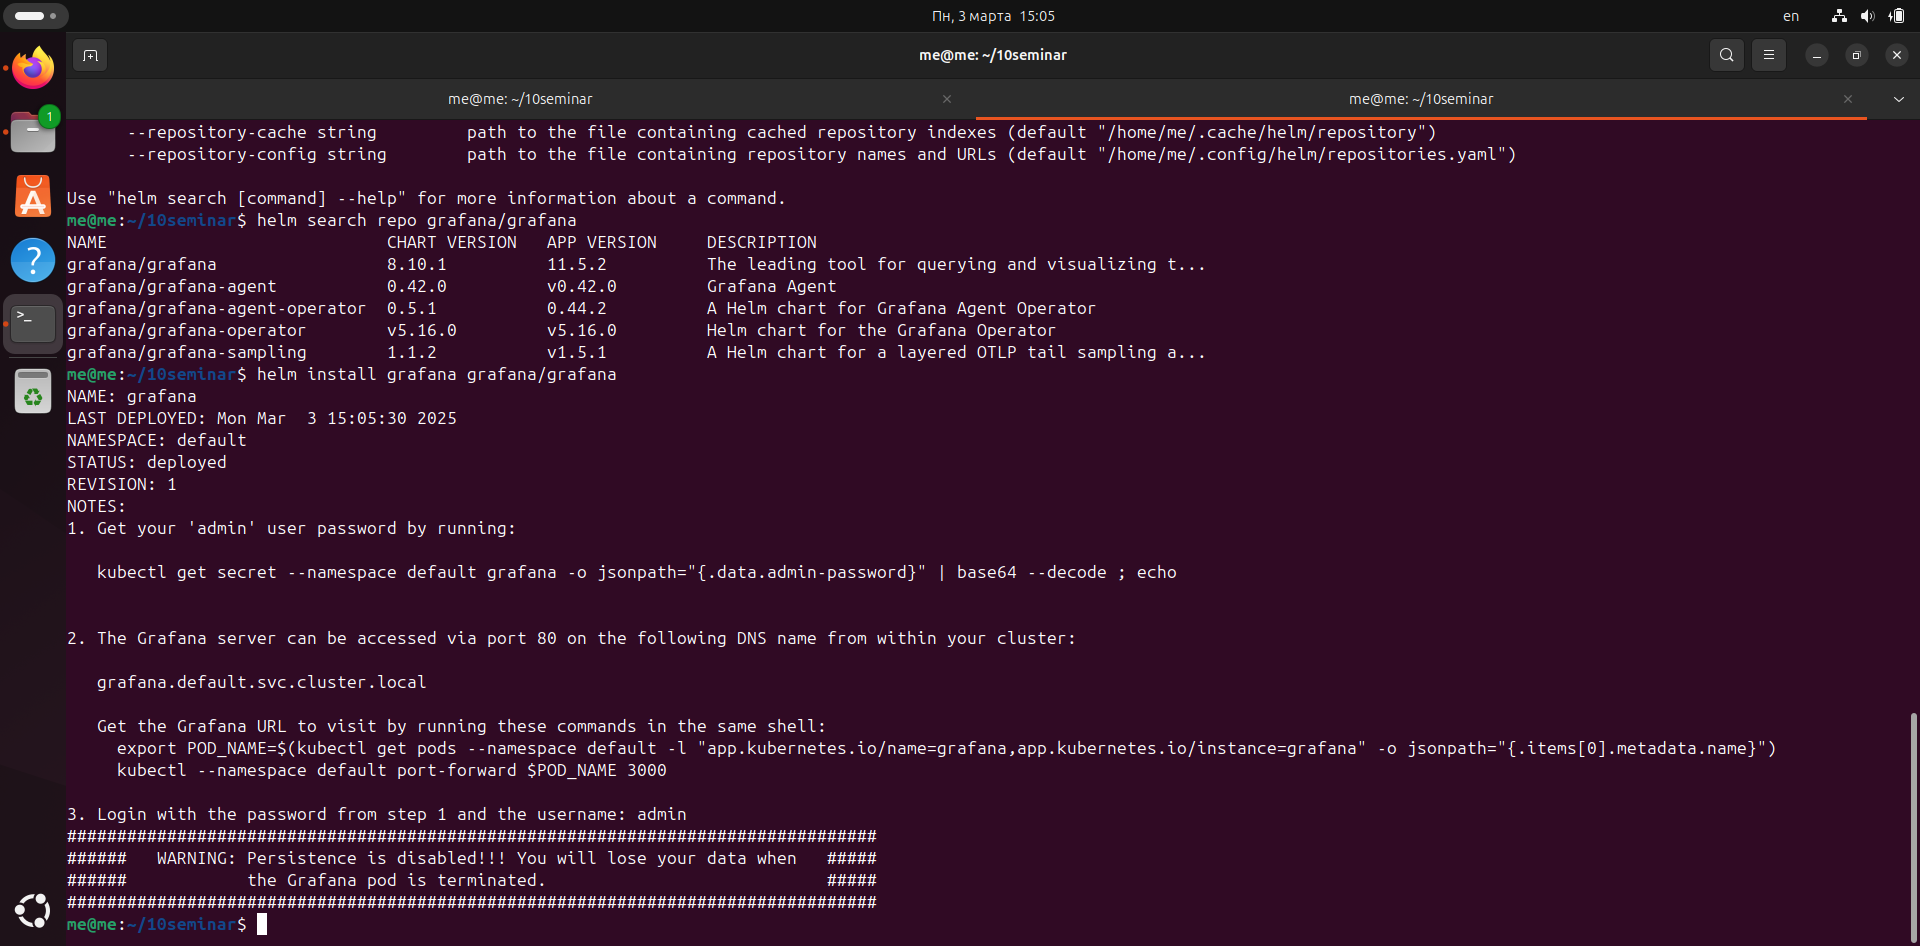 Пн, 3 марта 15:05
en
me@me: ~/10seminar
me@me: ~/10seminar
me@me: ~/10seminar
1
--repository-cache string path to the file containing cached repository indexes (default "/home/me/.cache/helm/repository")
--repository-config string path to the file containing repository names and URLs (default "/home/me/.config/helm/repositories.yaml")
Use "helm search [command] --help" for more information about a command.
me@me:~/10seminar$ helm search repo grafana/grafana
NAME CHART VERSION APP VERSION DESCRIPTION
grafana/grafana 8.10.1 11.5.2 The leading tool for querying and visualizing t...
grafana/grafana-agent 0.42.0 v0.42.0 Grafana Agent
grafana/grafana-agent-operator 0.5.1 0.44.2 A Helm chart for Grafana Agent Operator
grafana/grafana-operator v5.16.0 v5.16.0 Helm chart for the Grafana Operator
grafana/grafana-sampling 1.1.2 v1.5.1 A Helm chart for a layered OTLP tail sampling a...
me@me:~/10seminar$ helm install grafana grafana/grafana
NAME: grafana
LAST DEPLOYED: Mon Mar  3 15:05:30 2025
NAMESPACE: default
STATUS: deployed
REVISION: 1
NOTES:
1. Get your 'admin' user password by running:
kubectl get secret --namespace default grafana -o jsonpath="{.data.admin-password}" | base64 --decode ; echo
2. The Grafana server can be accessed via port 80 on the following DNS name from within your cluster:
grafana.default.svc.cluster.local
Get the Grafana URL to visit by running these commands in the same shell:
export POD_NAME=$(kubectl get pods --namespace default -l "app.kubernetes.io/name=grafana,app.kubernetes.io/instance=grafana" -o jsonpath="{.items[0].metadata.name}")
kubectl --namespace default port-forward $POD_NAME 3000
3. Login with the password from step 1 and the username: admin
#################################################################################
######   WARNING: Persistence is disabled!!! You will lose your data when   #####
######            the Grafana pod is terminated.                            #####
#################################################################################
me@me:~/10seminar$